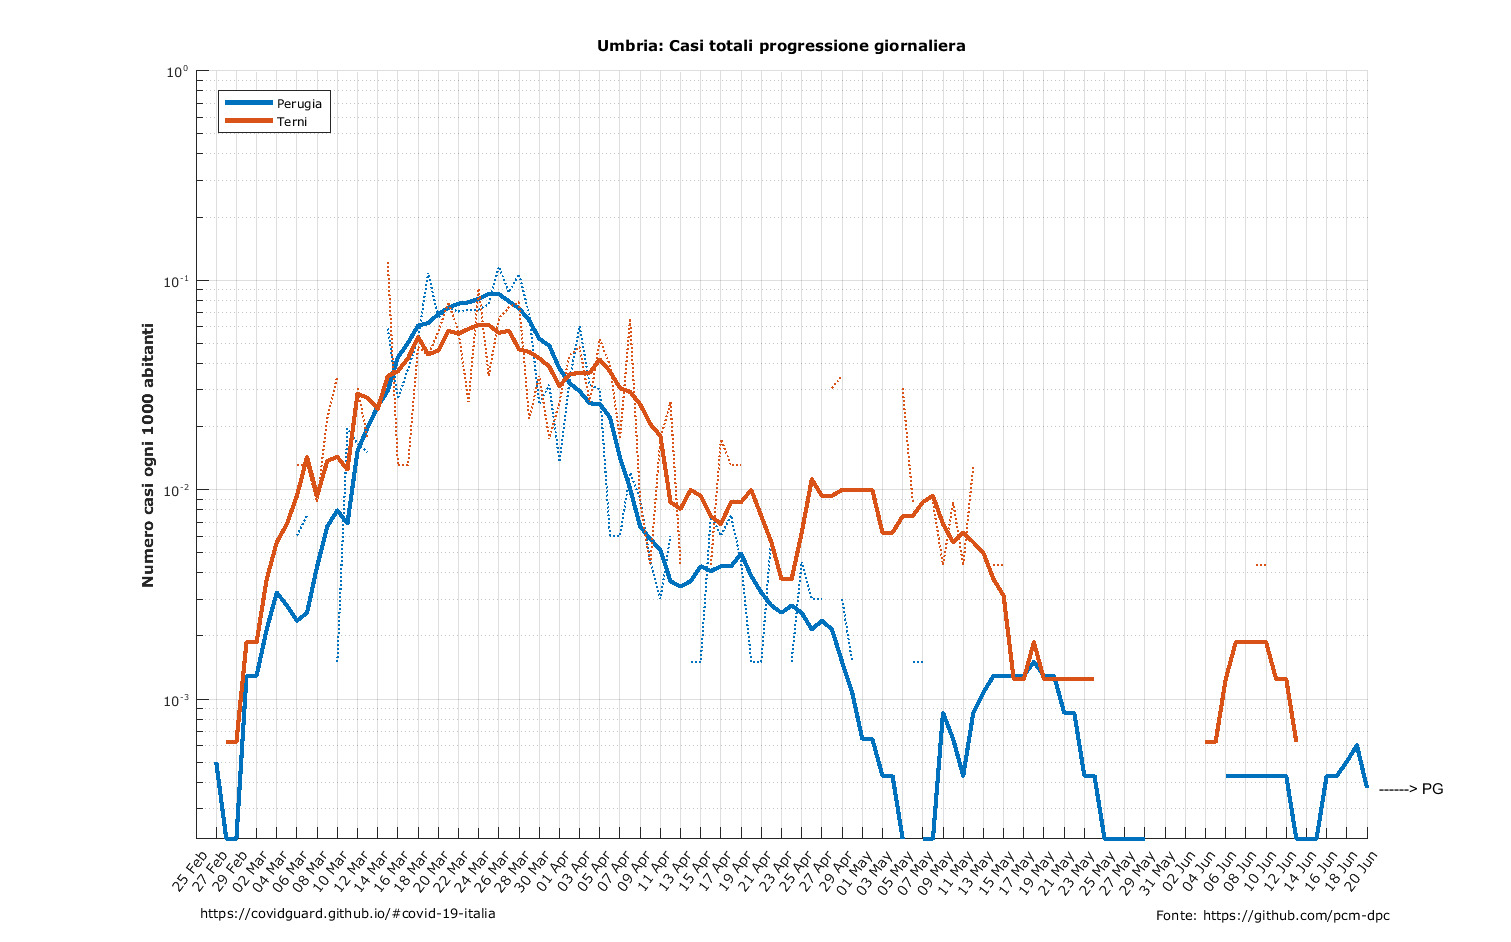 Umbria: Casi totali progressione giornaliera
10^0
10^-1
10^-2
10^-3
Numero casi ogni 1000 abitanti
Perugia
Terni
------> PG
25 Feb
27 Feb
29 Feb
02 Mar
04 Mar
06 Mar
08 Mar
10 Mar
12 Mar
14 Mar
16 Mar
18 Mar
20 Mar
22 Mar
24 Mar
26 Mar
28 Mar
30 Mar
01 Apr
03 Apr
05 Apr
07 Apr
09 Apr
11 Apr
13 Apr
15 Apr
17 Apr
19 Apr
21 Apr
23 Apr
25 Apr
27 Apr
29 Apr
01 May
03 May
05 May
07 May
09 May
11 May
13 May
15 May
17 May
19 May
21 May
23 May
25 May
27 May
29 May
31 May
02 Jun
04 Jun
06 Jun
08 Jun
10 Jun
12 Jun
14 Jun
16 Jun
18 Jun
20 Jun
https://covidguard.github.io/#covid-19-italia
Fonte: https://github.com/pcm-dpc